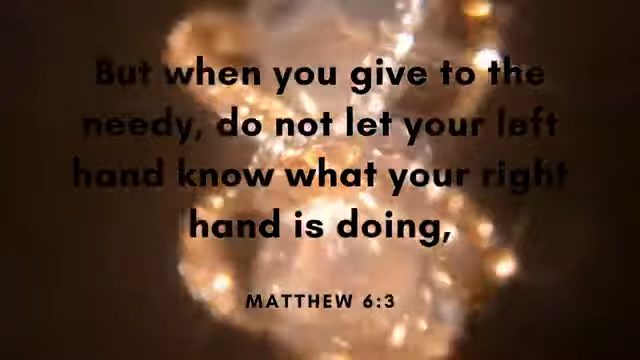 But when you give to the
needy, do not let your left
hand know what your right
hand is doing,
MATTHEW 6:3